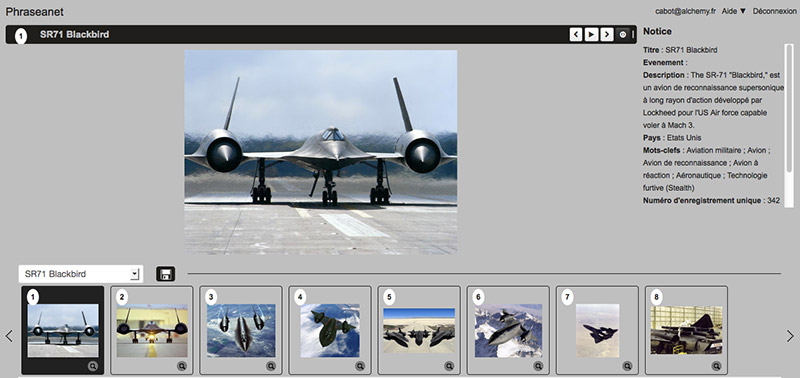 Phraseanet
cabot@alchemy.fr Aide ▼ Déconnexion
1 SR71 Blackbird
Notice
Titre : SR71 Blackbird
Evenement :
Description : The SR-71 "Blackbird," est
un avion de reconnaissance supersonique
à long rayon d'action développé par
Lockheed pour l'US Air force capable
voler à Mach 3.
Pays : Etats Unis
Mots-clefs : Aviation militaire ; Avion ;
Avion de reconnaissance ; Avion à
réaction ; Aéronautique ; Technologie
furtive (Stealth)
Numéro d'enregistrement unique : 342
SR71 Blackbird
1 2 3 4 5 6 7 8